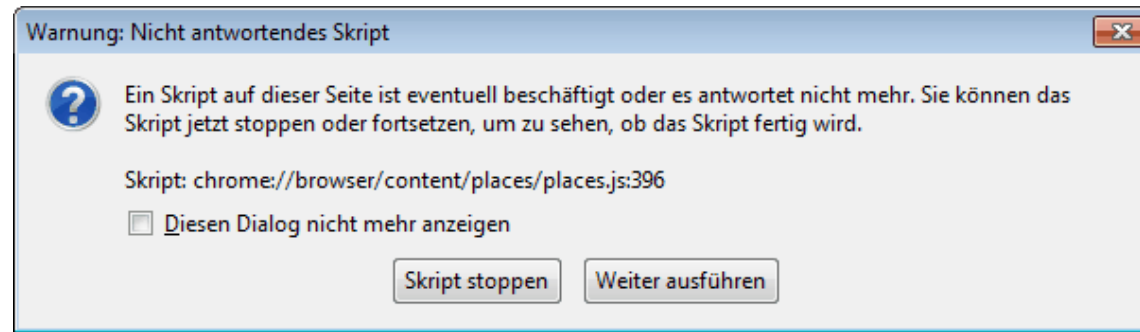 Warnung: Nicht antwortendes Skript
Ein Skript auf dieser Seite ist eventuell beschäftigt oder es antwortet nicht mehr. Sie können das
Skript jetzt stoppen oder fortsetzen, um zu sehen, ob das Skript fertig wird.
Skript: chrome://browser/content/places/places.js:396
Diesen Dialog nicht mehr anzeigen
Skript stoppen Weiter ausführen